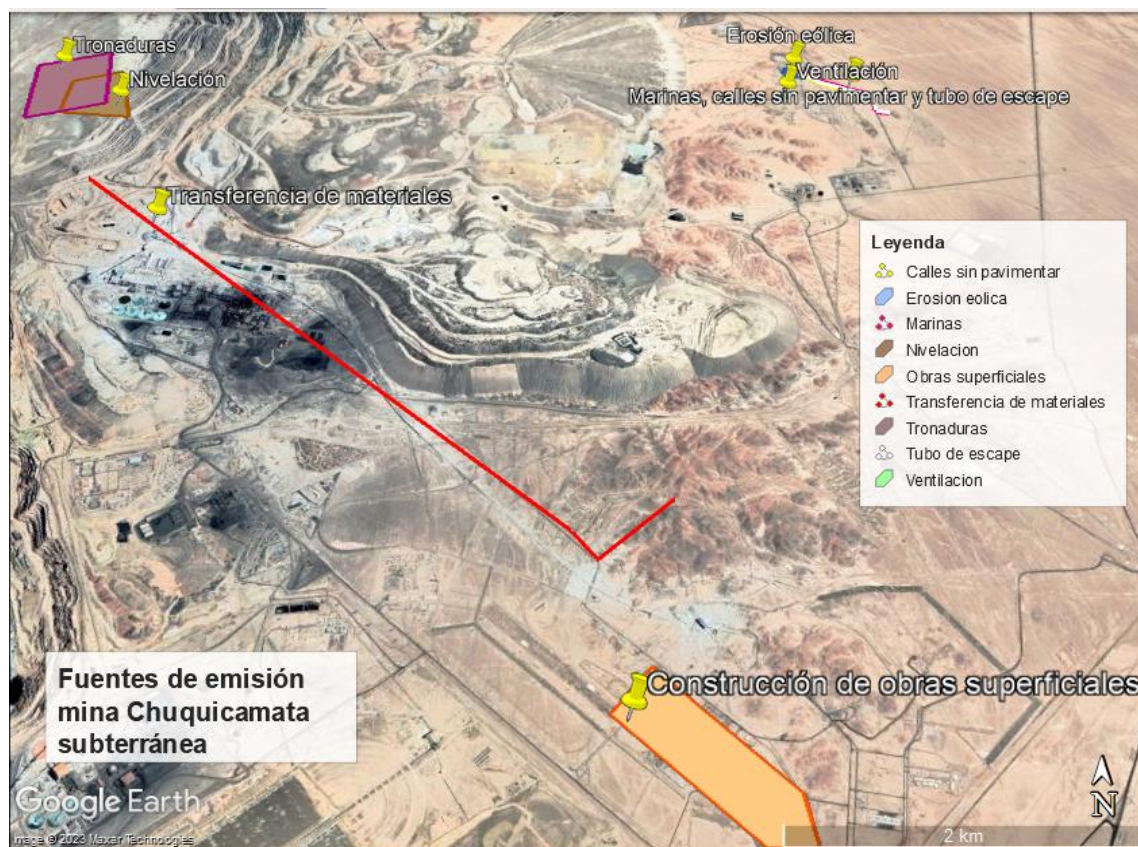 Tronaduras
Nivelación
Erosión eólica
Ventilación
Marinas, calles sin pavimentar y tubo de escape
Transferencia de materiales
Leyenda
Calles sin pavimentar
Erosion eolica
Marinas
Nivelacion
Obras superficiales
Transferencia de materiales
Tronaduras
Tubo de escape
Ventilacion
Construcción de obras superficiales
Fuentes de emisión
mina Chuquicamata
subterránea
Google Earth
Image © 2023 Maxar Technologies
N
2 km